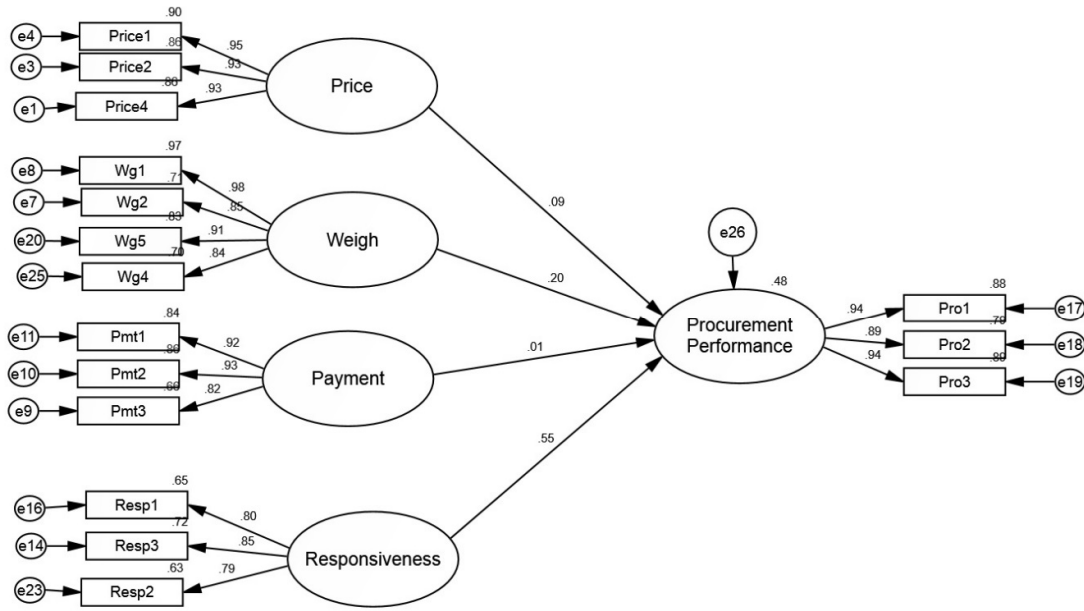 .90
e4
Price1
.95
.86
e3
Price2
.93
.86
e1
Price4
.93
Price
.97
e8
Wg1
.98
.71
e7
Wg2
.85
.83
e20
Wg5
.91
.70
e25
Wg4
.84
Weigh
.84
e11
Pmt1
.92
.86
e10
Pmt2
.93
e9
Pmt3
.82
Payment
.65
e16
Resp1
.80
.72
e14
Resp3
.85
.63
e23
Resp2
.79
Responsiveness
.09
.20
.01
.55
e26
.48
Procurement
Performance
.88
.94
Pro1
e17
.79
.89
Pro2
e18
.89
.94
Pro3
e19